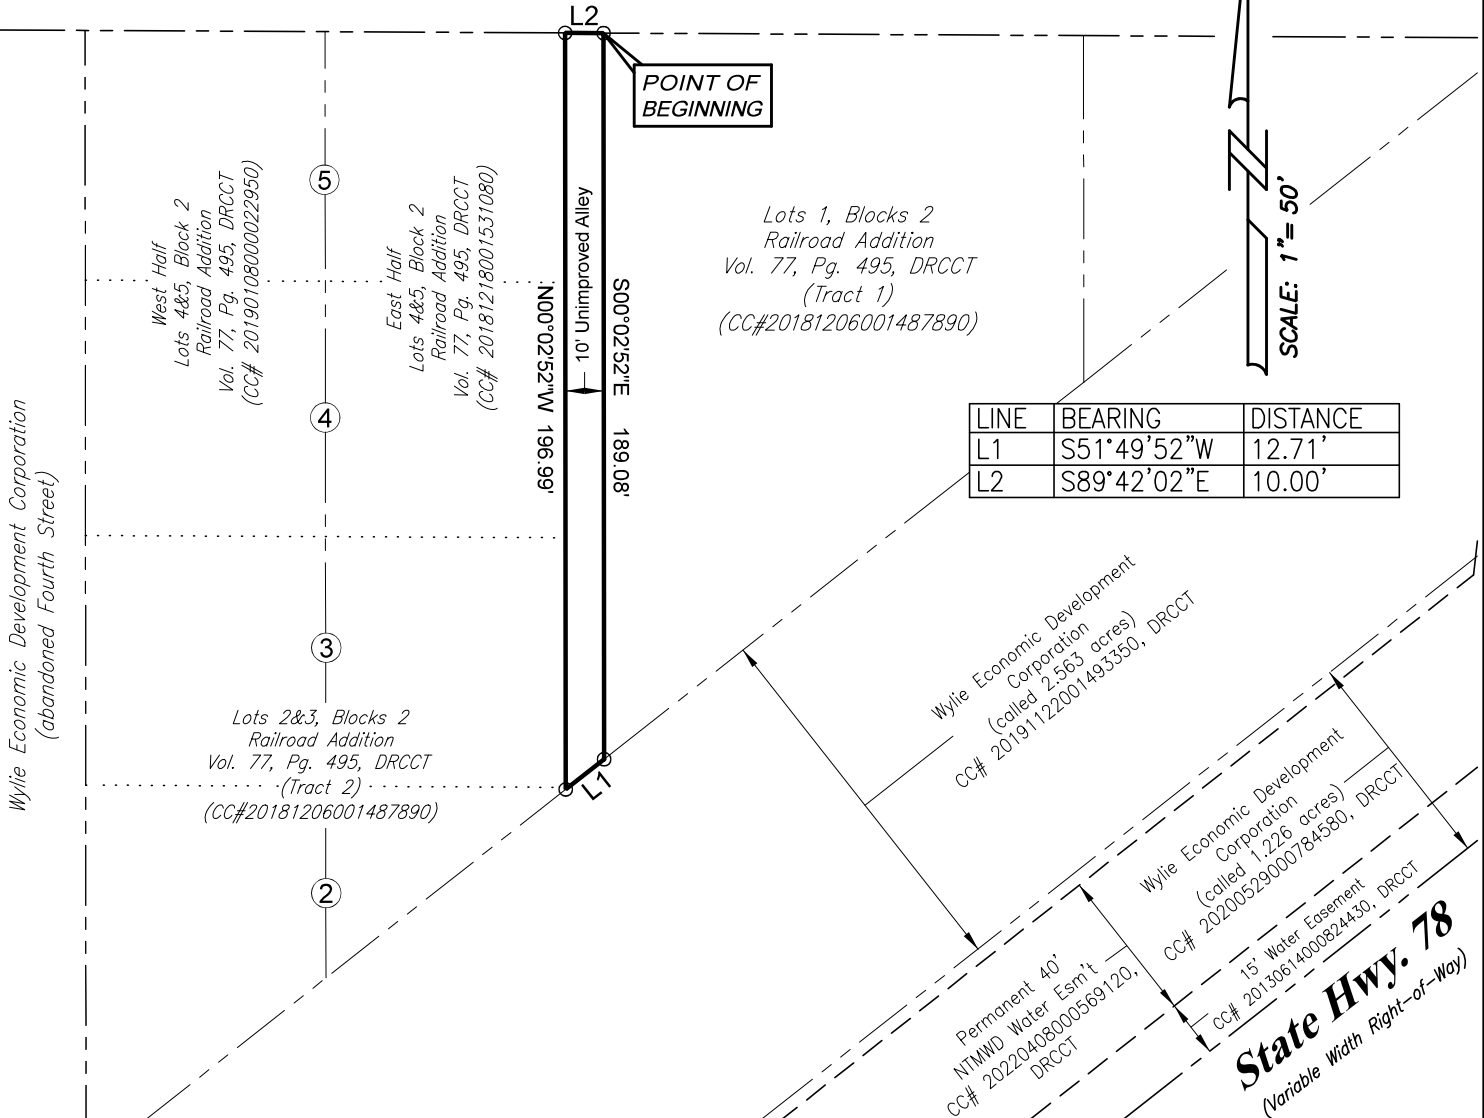 L2
POINT OF
BEGINNING
SCALE: 1"= 50'
West Half
Lots 4&5, Block 2
Railroad Addition
Vol. 77, Pg. 495, DRCCT
(CC# 20190108000022950)
5
East Half
Lots 4&5, Block 2
Railroad Addition
Vol. 77, Pg. 495, DRCCT
(CC# 20181218001531080)
N00°02'52"W 196.99'
10' Unimproved Alley
S00°02'52"E 189.08'
Lots 1, Blocks 2
Railroad Addition
Vol. 77, Pg. 495, DRCCT
(Tract 1)
(CC#20181206001487890)
4
LINE BEARING DISTANCE
L1 S51°49'52"W 12.71'
L2 S89°42'02"E 10.00'
Wylie Economic Development Corporation
(abandoned Fourth Street)
3
Lots 2&3, Blocks 2
Railroad Addition
Vol. 77, Pg. 495, DRCCT
(Tract 2)
(CC#20181206001487890)
2
L1
Wylie Economic Development
Corporation
(called 2.563 acres)
CC# 20191122001493350, DRCCT
Wylie Economic Development
Corporation
(called 1.226 acres)
CC# 20200529000784580, DRCCT
Permanent 40'
NTMWD Water Esm't
CC# 20220408000569120,
DRCCT
15' Water Easement
CC# 20130614000824430, DRCCT
State Hwy. 78
(Variable Width Right-of-Way)